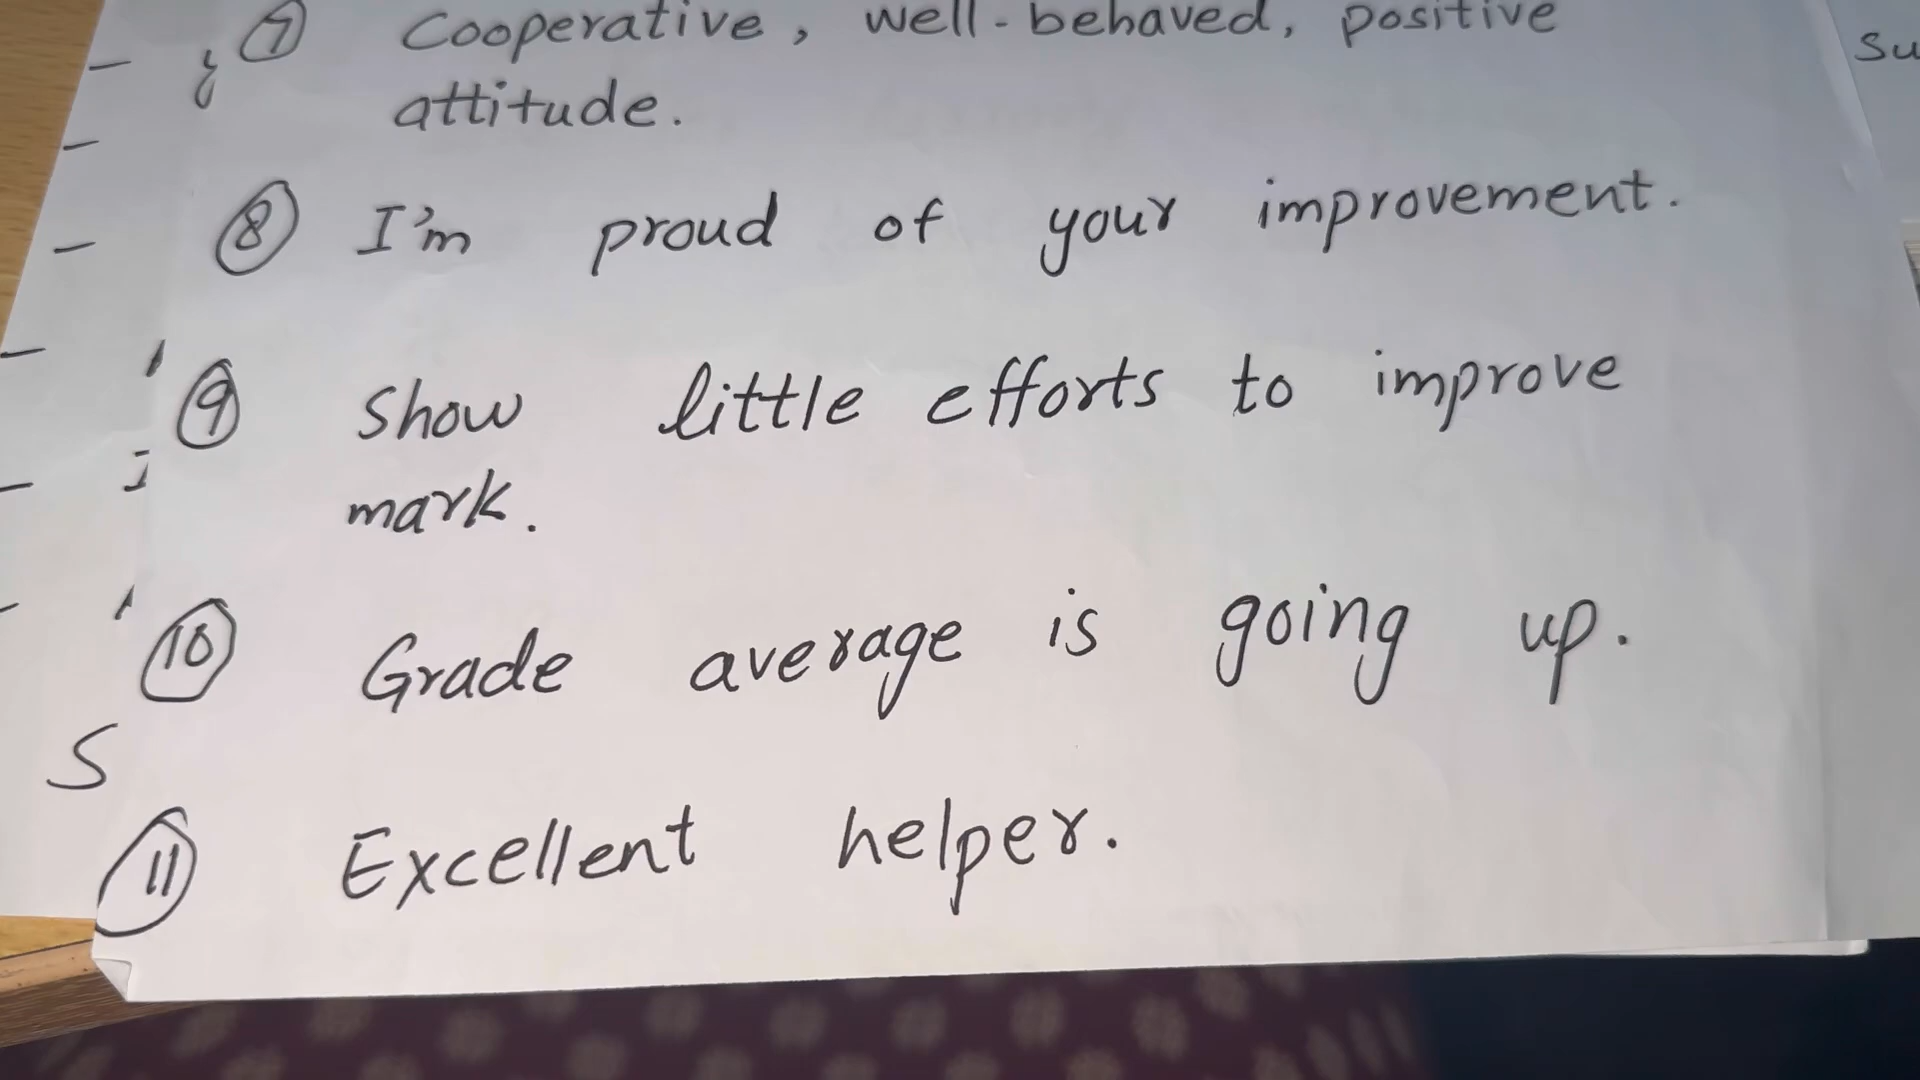 ⑦ Cooperative, well-behaved, positive
attitude.
⑧ I'm proud of your improvement.
⑨ Show little efforts to improve
mark.
⑩ Grade average is going up.
S
⑪ Excellent helper.
Su